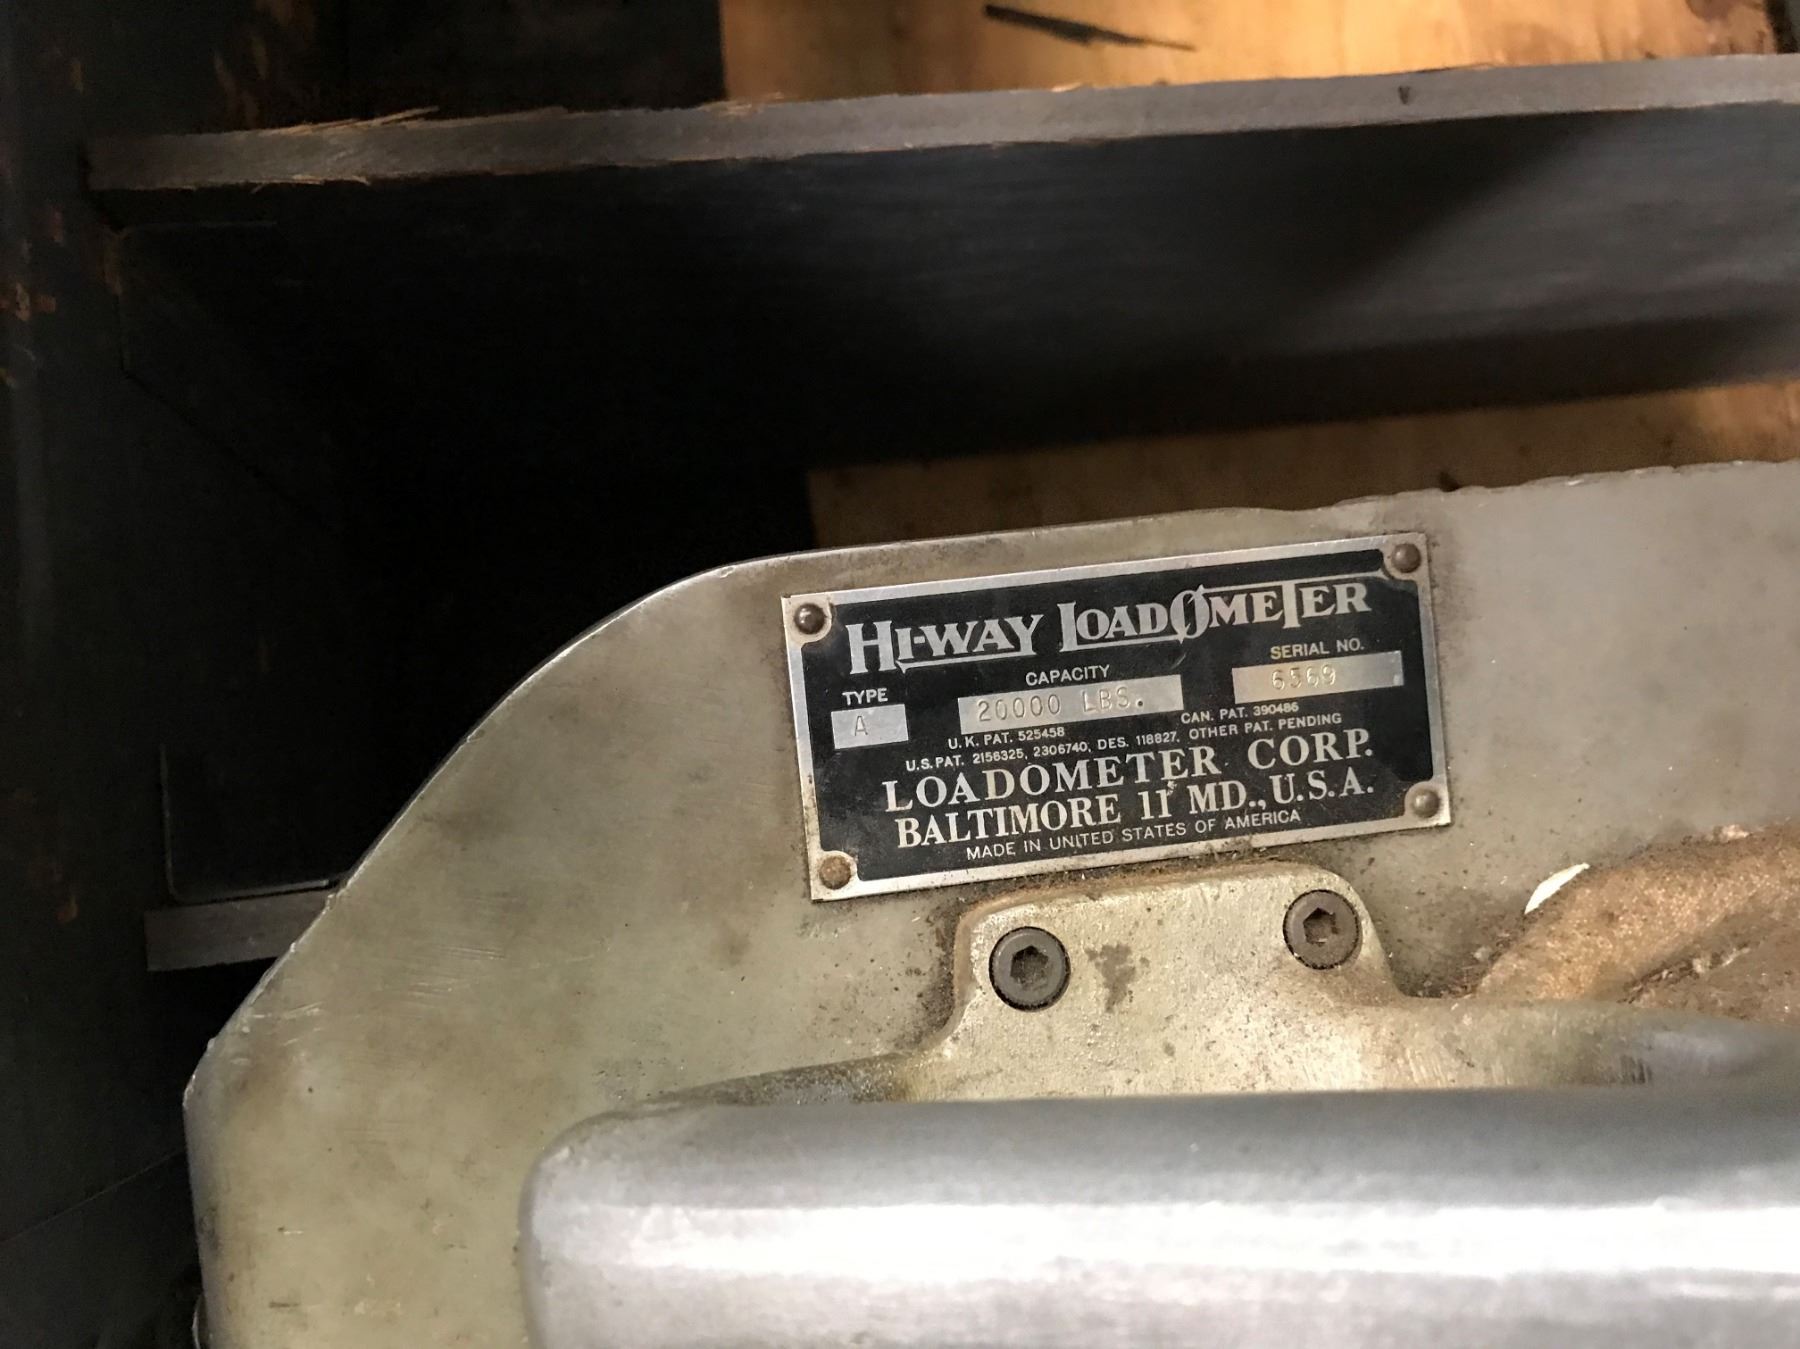 HI-WAY LOADOMETER
TYPE CAPACITY SERIAL NO.
A 20000 LBS. 6569
U.K. PAT. 525458 CAN. PAT. 390486
U.S. PAT. 2156325, 2306740, DES. 118827, OTHER PAT. PENDING
LOADOMETER CORP.
BALTIMORE 11 MD., U.S.A.
MADE IN UNITED STATES OF AMERICA